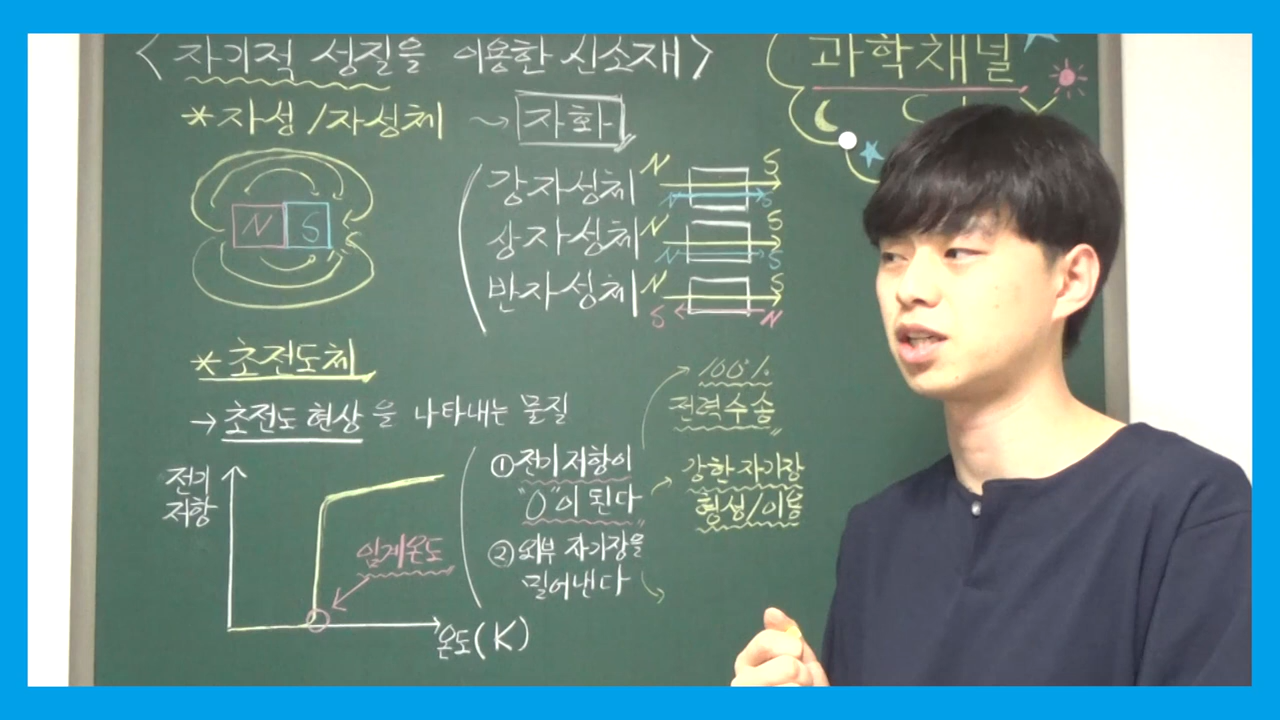 <자기적 성질을 이용한 신소재>
과학채널
*자성/자성체 ~> 자화
강자성체 N S N S
상자성체 N S N S
반자성체 N S S N
N S
*초전도체
→ 초전도 현상을 나타내는 물질
전기
저항
임계온도
온도(K)
① 전기 저항이
"0"이 된다
② 외부 자기장을
밀어낸다
100%
전력수송
강한 자기장
형성/이용